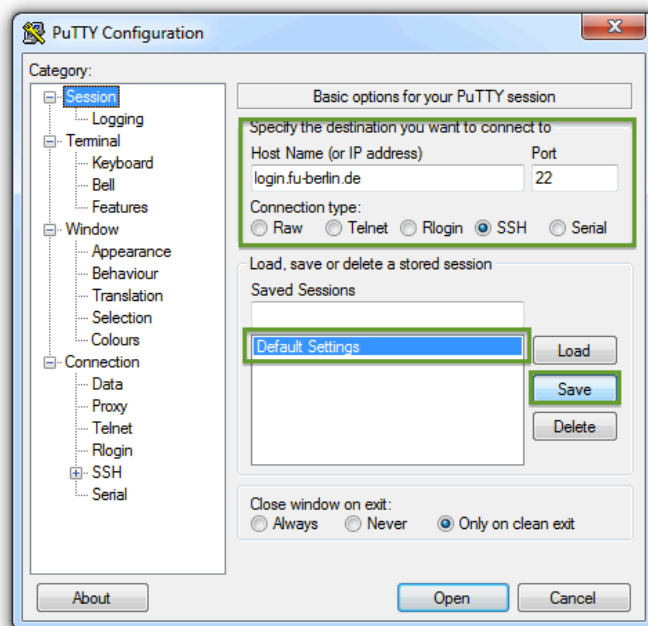 PuTTY Configuration
Category:
Session
Logging
Terminal
Keyboard
Bell
Features
Window
Appearance
Behaviour
Translation
Selection
Colours
Connection
Data
Proxy
Telnet
Rlogin
SSH
Serial
Basic options for your PuTTY session
Specify the destination you want to connect to
Host Name (or IP address) Port
login.fu-berlin.de 22
Connection type:
Raw Telnet Rlogin SSH Serial
Load, save or delete a stored session
Saved Sessions
Default Settings
Load
Save
Delete
Close window on exit:
Always Never Only on clean exit
About Open Cancel